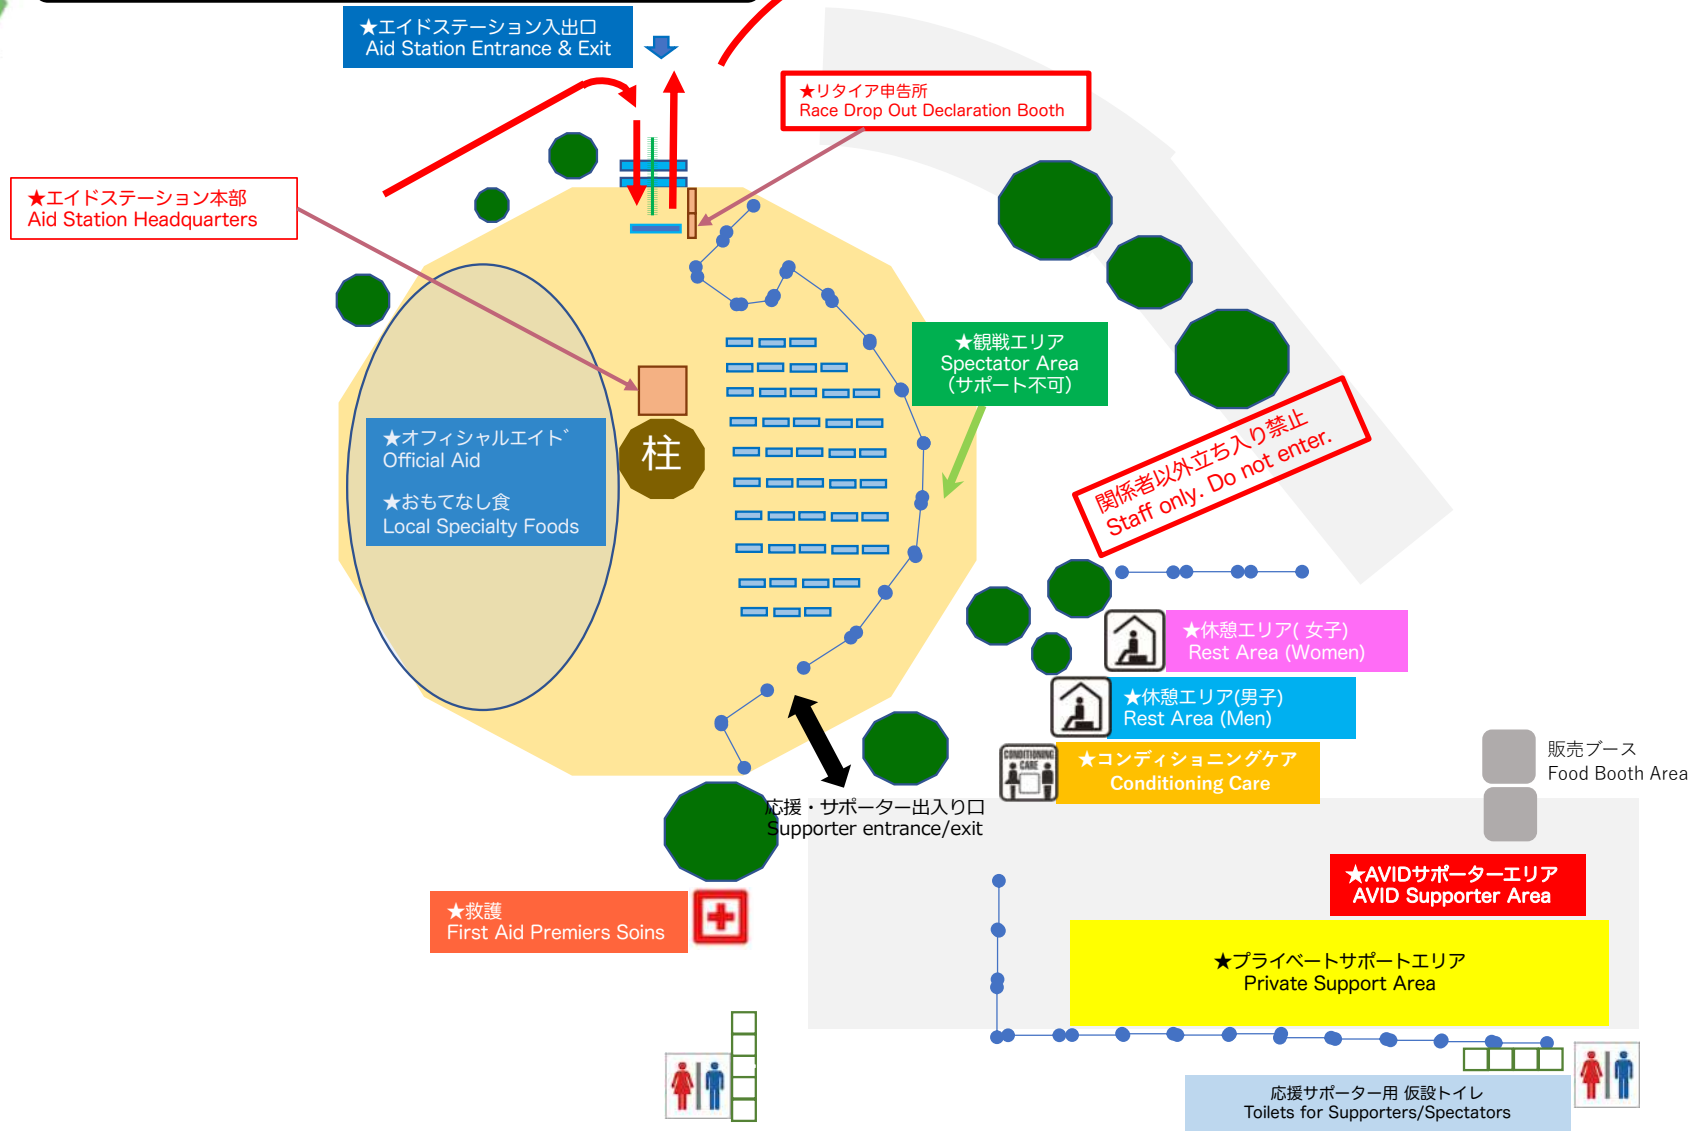 ★エイドステーション入出口
Aid Station Entrance & Exit
★リタイア申告所
Race Drop Out Declaration Booth
★エイドステーション本部
Aid Station Headquarters
★観戦エリア
Spectator Area
（サポート不可）
★オフィシャルエイド
Official Aid
★おもてなし食
Local Specialty Foods
柱
関係者以外立ち入り禁止
Staff only. Do not enter.
★休憩エリア( 女子)
Rest Area (Women)
★休憩エリア(男子)
Rest Area (Men)
CONDITIONING
CARE
★コンディショニングケア
Conditioning Care
販売ブース
Food Booth Area
応援・サポーター出入り口
Supporter entrance/exit
★AVIDサポーターエリア
AVID Supporter Area
★救護
First Aid Premiers Soins
★プライベートサポートエリア
Private Support Area
応援サポーター用 仮設トイレ
Toilets for Supporters/Spectators